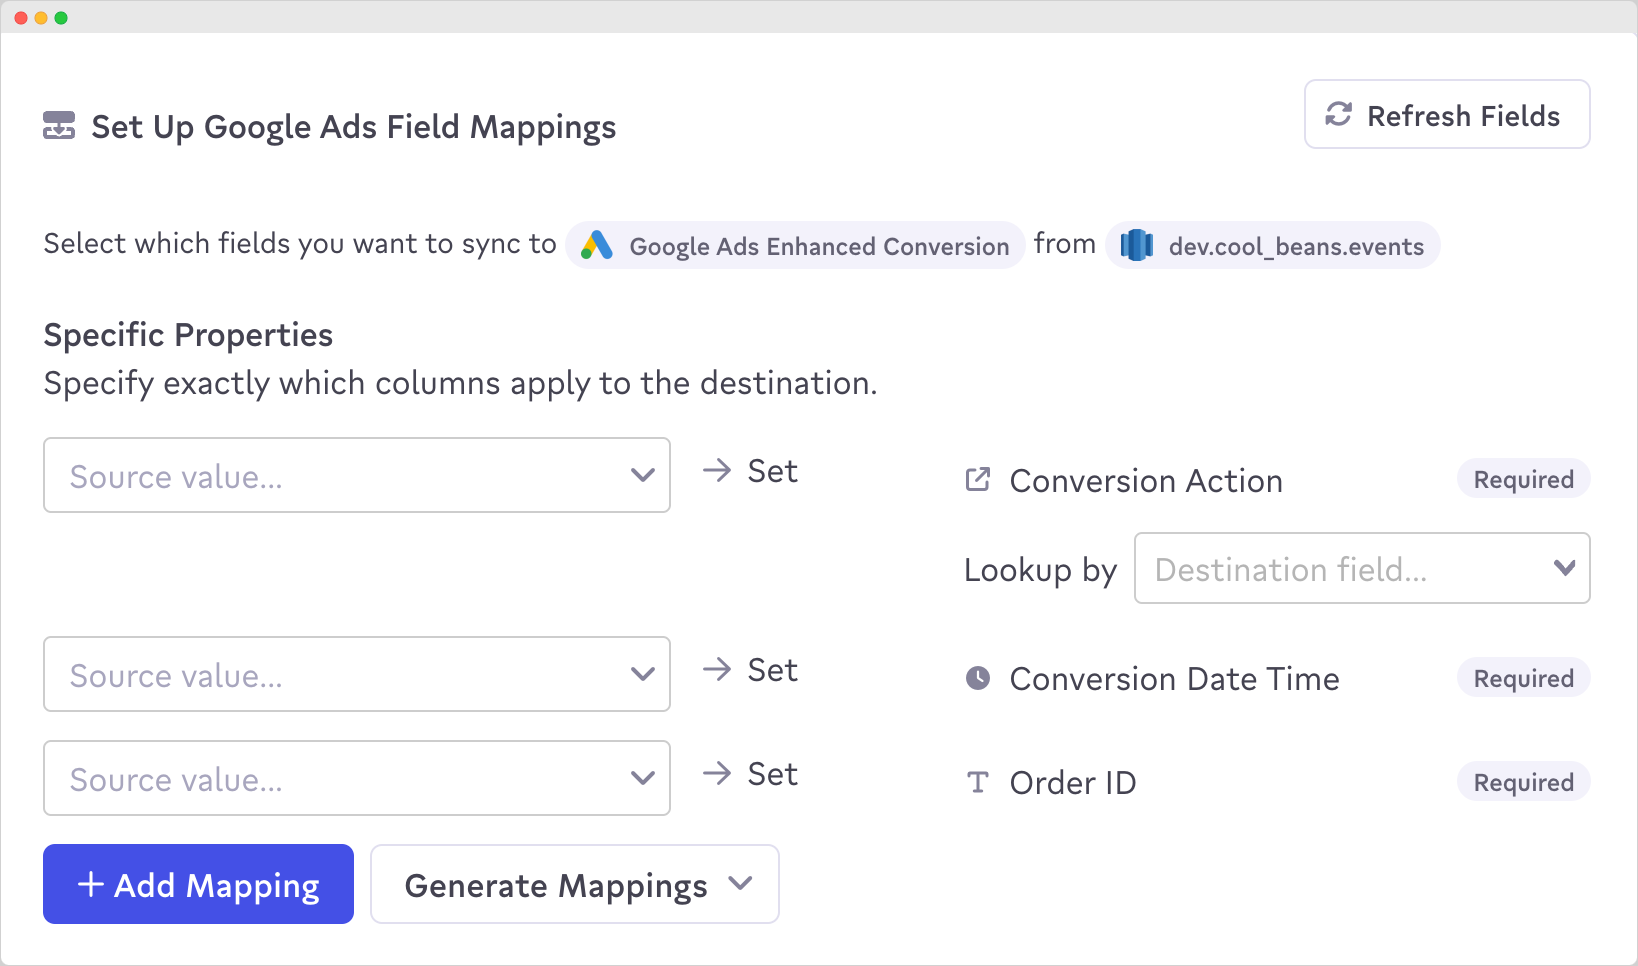 Set Up Google Ads Field Mappings
Refresh Fields
Select which fields you want to sync to Google Ads Enhanced Conversion from dev.cool_beans.events
Specific Properties
Specify exactly which columns apply to the destination.
Source value... → Set Conversion Action Required
Lookup by Destination field...
Source value... → Set Conversion Date Time Required
Source value... → Set Order ID Required
+ Add Mapping Generate Mappings